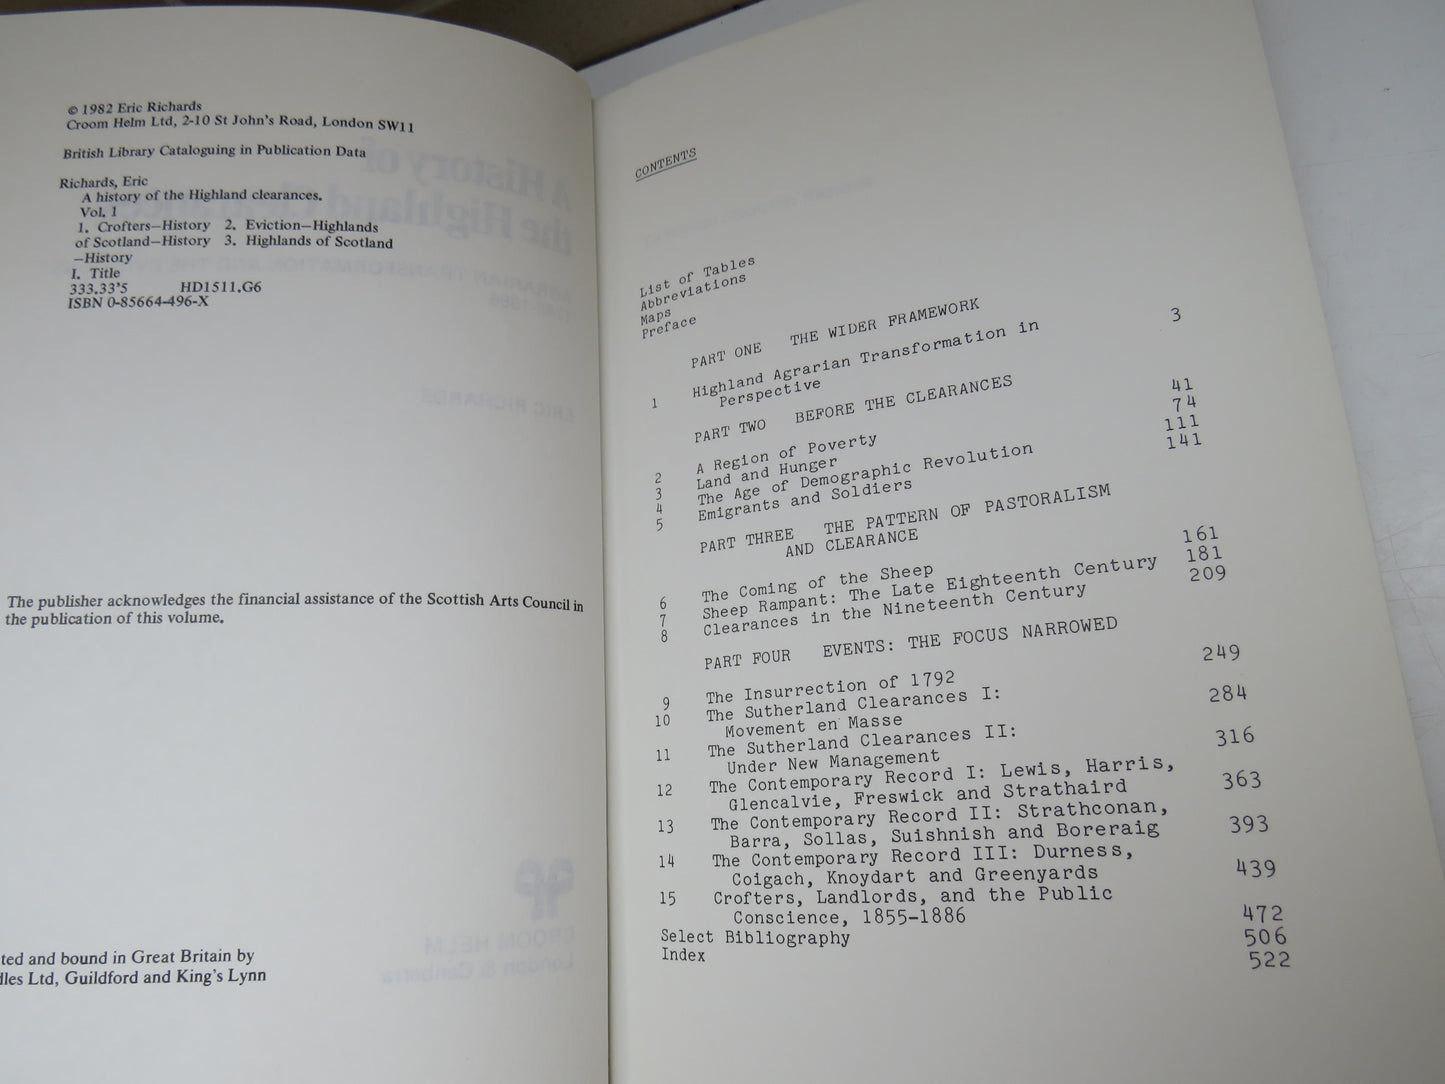 © 1982 Eric Richards
Croom Helm Ltd, 2-10 St John's Road, London SW11
British Library Cataloguing in Publication Data
Richards, Eric
A history of the Highland clearances.
Vol. 1
1. Crofters—History 2. Eviction—Highlands
of Scotland—History 3. Highlands of Scotland
—History
I. Title
333.33'5 HD1511.G6
ISBN 0-85664-496-X
The publisher acknowledges the financial assistance of the Scottish Arts Council in
the publication of this volume.
ted and bound in Great Britain by
dles Ltd, Guildford and King's Lynn
CONTENTS
List of Tables
Abbreviations
Maps
Preface
PART ONE THE WIDER FRAMEWORK
1 Highland Agrarian Transformation in 3
Perspective
PART TWO BEFORE THE CLEARANCES
2 A Region of Poverty 41
3 Land and Hunger 74
4 The Age of Demographic Revolution 111
5 Emigrants and Soldiers 141
PART THREE THE PATTERN OF PASTORALISM
AND CLEARANCE
6 The Coming of the Sheep 161
7 Sheep Rampant: The Late Eighteenth Century 181
8 Clearances in the Nineteenth Century 209
PART FOUR EVENTS: THE FOCUS NARROWED
9 The Insurrection of 1792 249
10 The Sutherland Clearances I:
Movement en Masse 284
11 The Sutherland Clearances II:
Under New Management 316
12 The Contemporary Record I: Lewis, Harris,
Glencalvie, Freswick and Strathaird 363
13 The Contemporary Record II: Strathconan,
Barra, Sollas, Suishnish and Boreraig 393
14 The Contemporary Record III: Durness,
Coigach, Knoydart and Greenyards 439
15 Crofters, Landlords, and the Public
Conscience, 1855-1886 472
Select Bibliography 506
Index 522